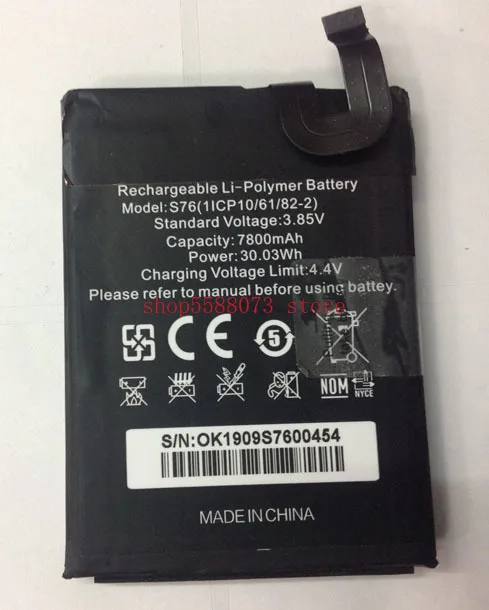 Rechargeable Li-Polymer Battery
Model:S76(1ICP10/61/82-2)
Standard Voltage:3.85V
Capacity:7800mAh
Power:30.03Wh
Charging Voltage Limit:4.4V
Please refer to manual before using battery.
shop5588073 store
CE 5
NOM NYCE
S/N:OK1909S7600454
MADE IN CHINA